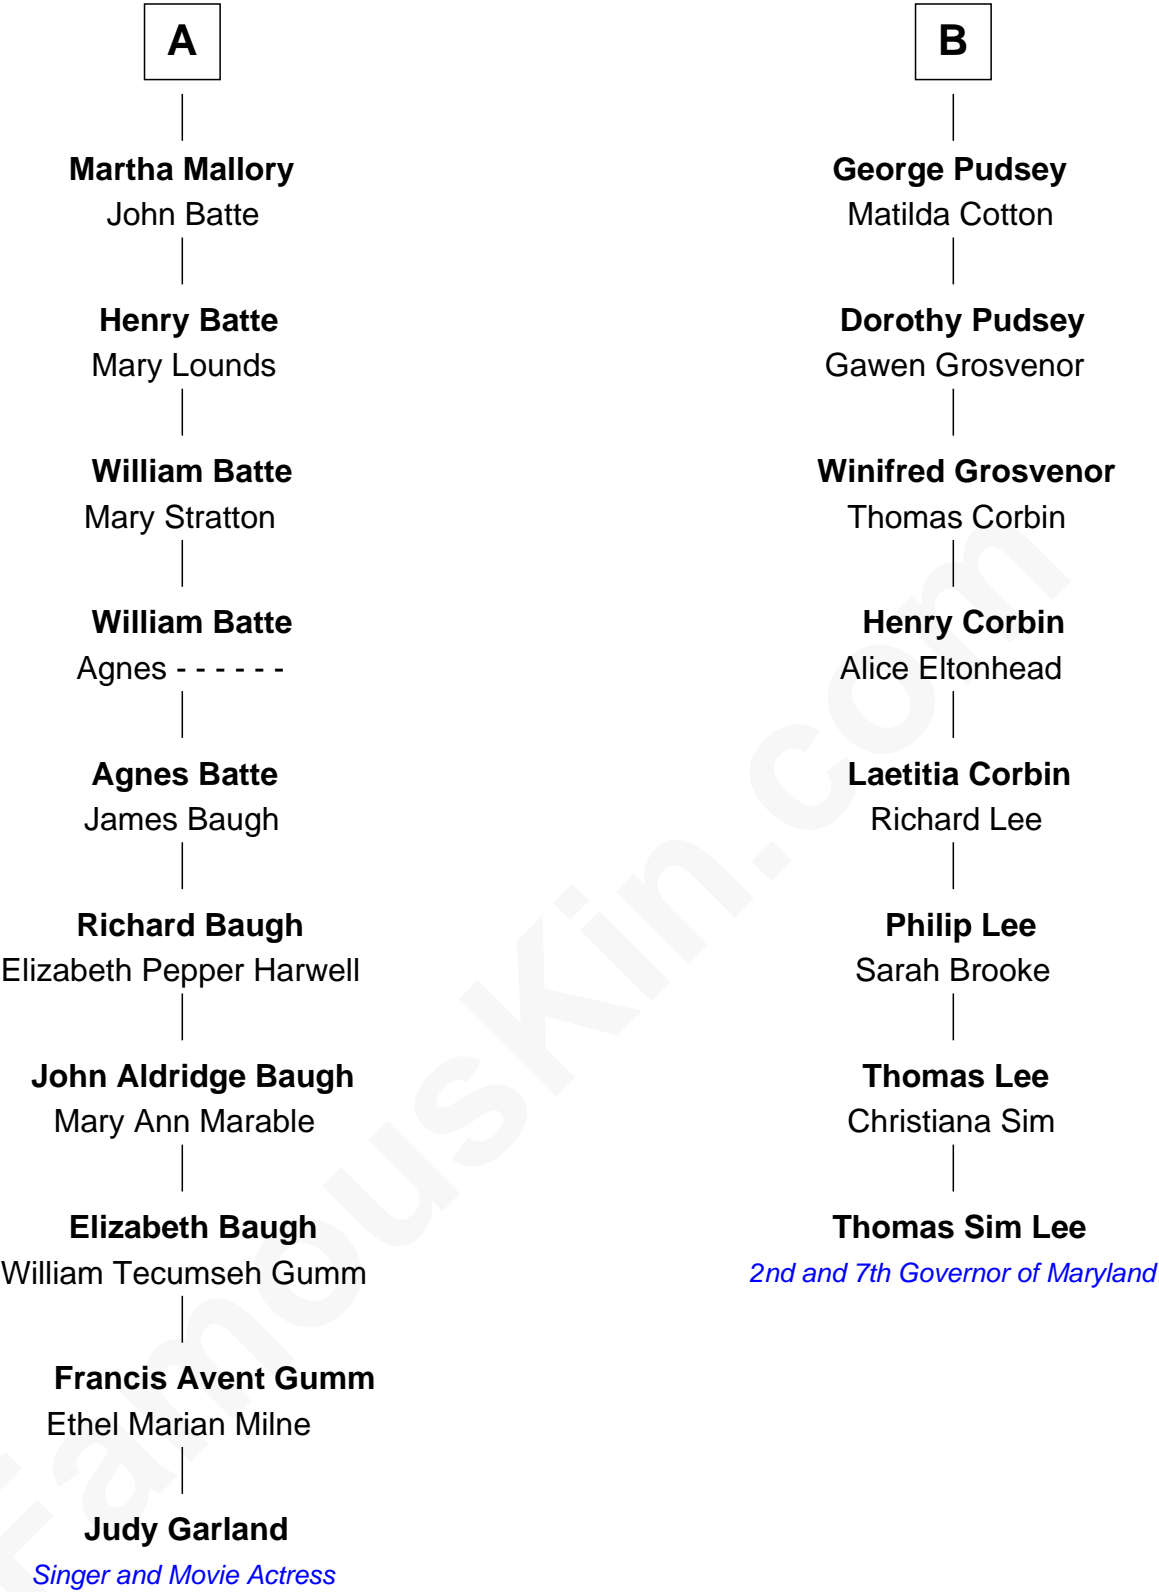 A
Martha Mallory
John Batte
Henry Batte
Mary Lounds
William Batte
Mary Stratton
William Batte
Agnes - - - - - -
Agnes Batte
James Baugh
Richard Baugh
Elizabeth Pepper Harwell
John Aldridge Baugh
Mary Ann Marable
Elizabeth Baugh
William Tecumseh Gumm
Francis Avent Gumm
Ethel Marian Milne
Judy Garland
Singer and Movie Actress
B
George Pudsey
Matilda Cotton
Dorothy Pudsey
Gawen Grosvenor
Winifred Grosvenor
Thomas Corbin
Henry Corbin
Alice Eltonhead
Laetitia Corbin
Richard Lee
Philip Lee
Sarah Brooke
Thomas Lee
Christiana Sim
Thomas Sim Lee
2nd and 7th Governor of Maryland
FamousKin.com